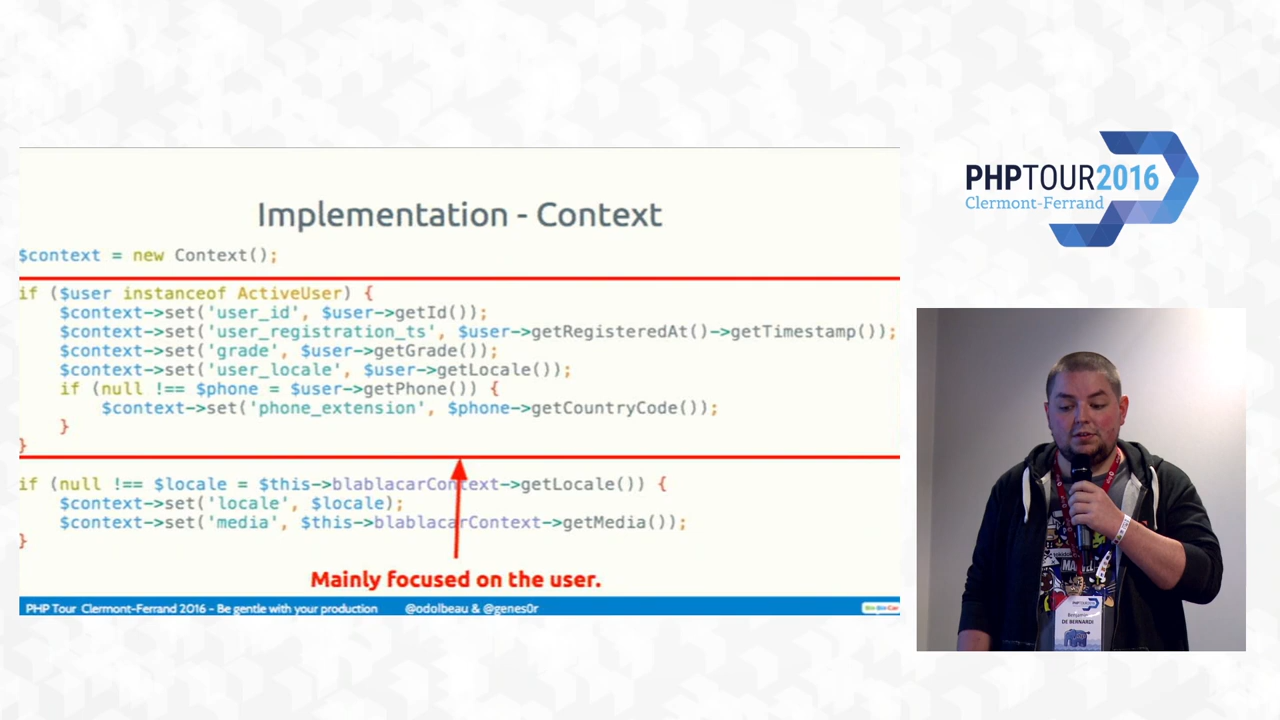 Implementation - Context
$context = new Context();
if ($user instanceof ActiveUser) {
$context->set('user_id', $user->getId());
$context->set('user_registration_ts', $user->getRegisteredAt()->getTimestamp());
$context->set('grade', $user->getGrade());
$context->set('user_locale', $user->getLocale());
if (null !== $phone = $user->getPhone()) {
$context->set('phone_extension', $phone->getCountryCode());
}
}
if (null !== $locale = $this->blablacarContext->getLocale()) {
$context->set('locale', $locale);
$context->set('media', $this->blablacarContext->getMedia());
}
Mainly focused on the user.
PHP Tour Clermont-Ferrand 2016 – Be gentle with your production @odolbeau & @genes0r
PHPTOUR2016
Clermont-Ferrand
MARVEL
PHPTOUR
DE BERNARDI